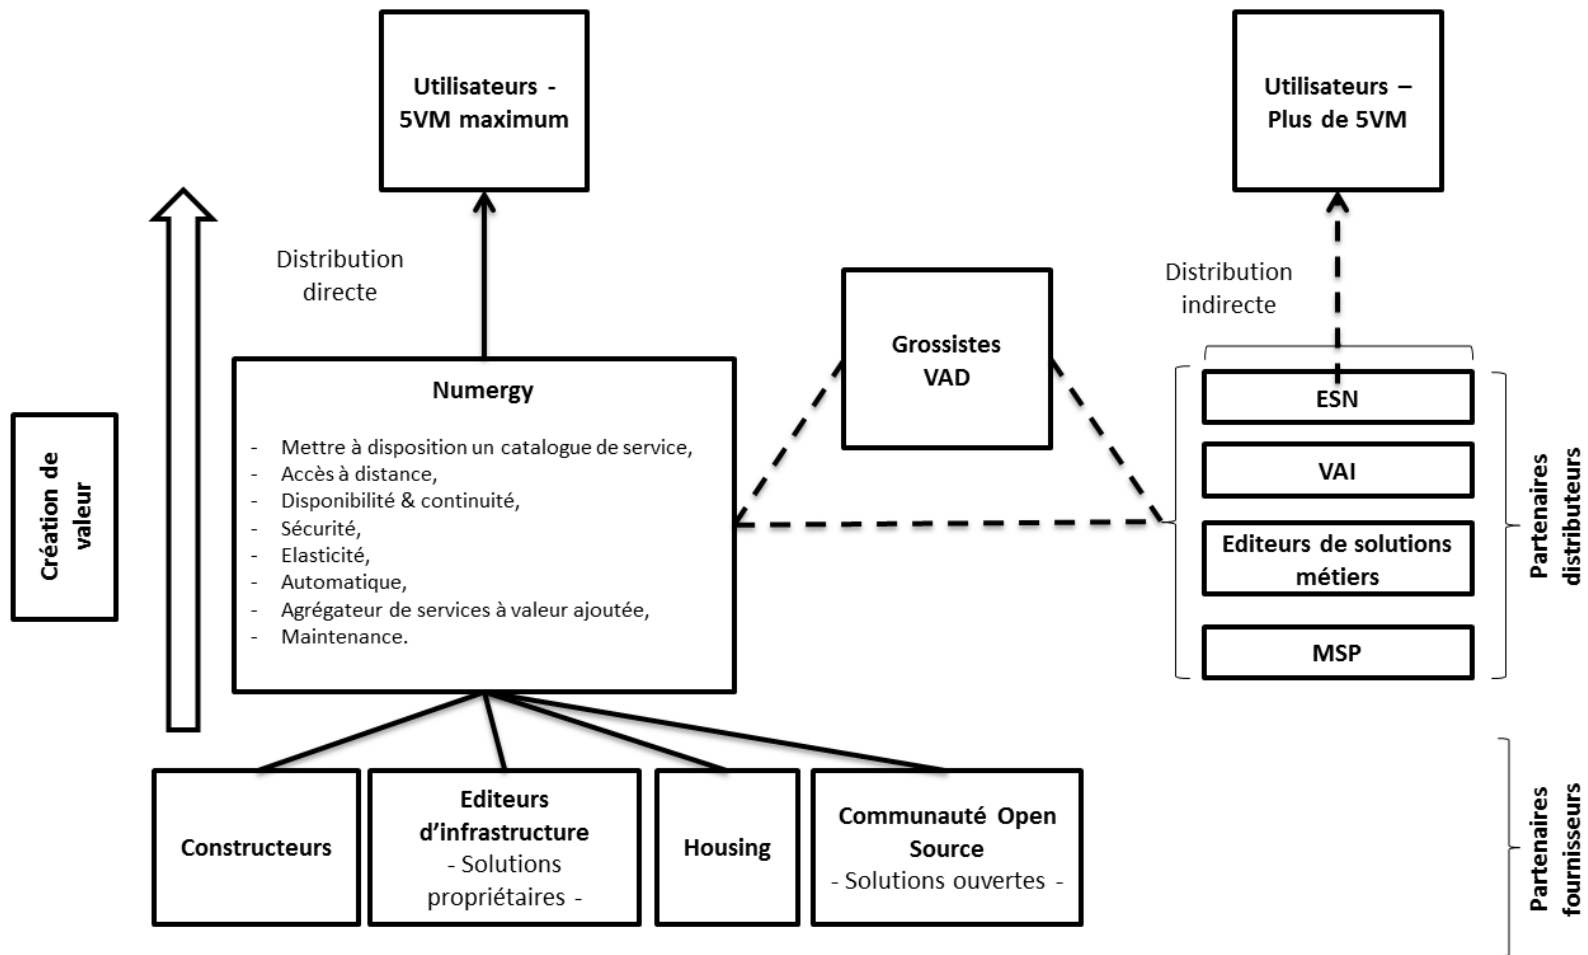 Utilisateurs -
5VM maximum
Utilisateurs –
Plus de 5VM
Distribution
directe
Distribution
indirecte
Grossistes
VAD
Création de
valeur
Numergy
- Mettre à disposition un catalogue de service,
- Accès à distance,
- Disponibilité & continuité,
- Sécurité,
- Elasticité,
- Automatique,
- Agrégateur de services à valeur ajoutée,
- Maintenance.
ESN
VAI
Editeurs de solutions
métiers
MSP
Partenaires
distributeurs
Constructeurs
Editeurs
d’infrastructure
- Solutions
propriétaires -
Housing
Communauté Open
Source
- Solutions ouvertes -
Partenaires
fournisseurs